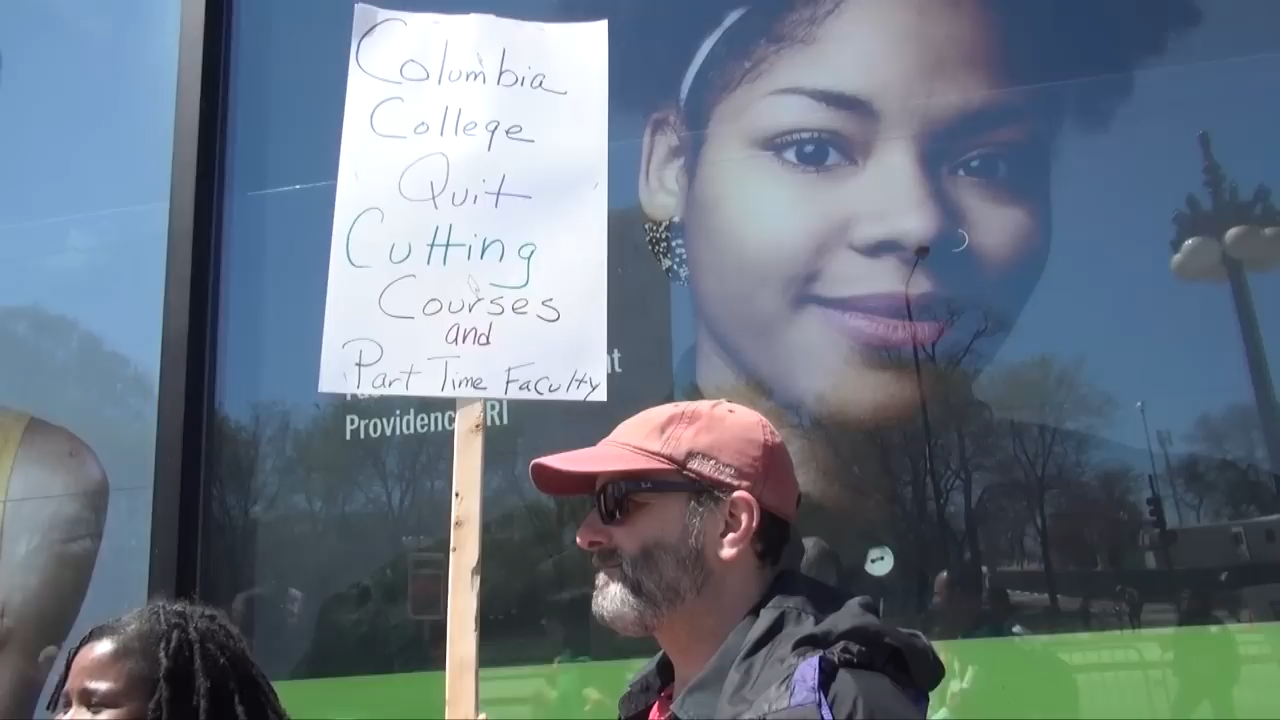 Columbia
College
Quit
Cutting
Courses
and
Part Time Faculty
Providence RI